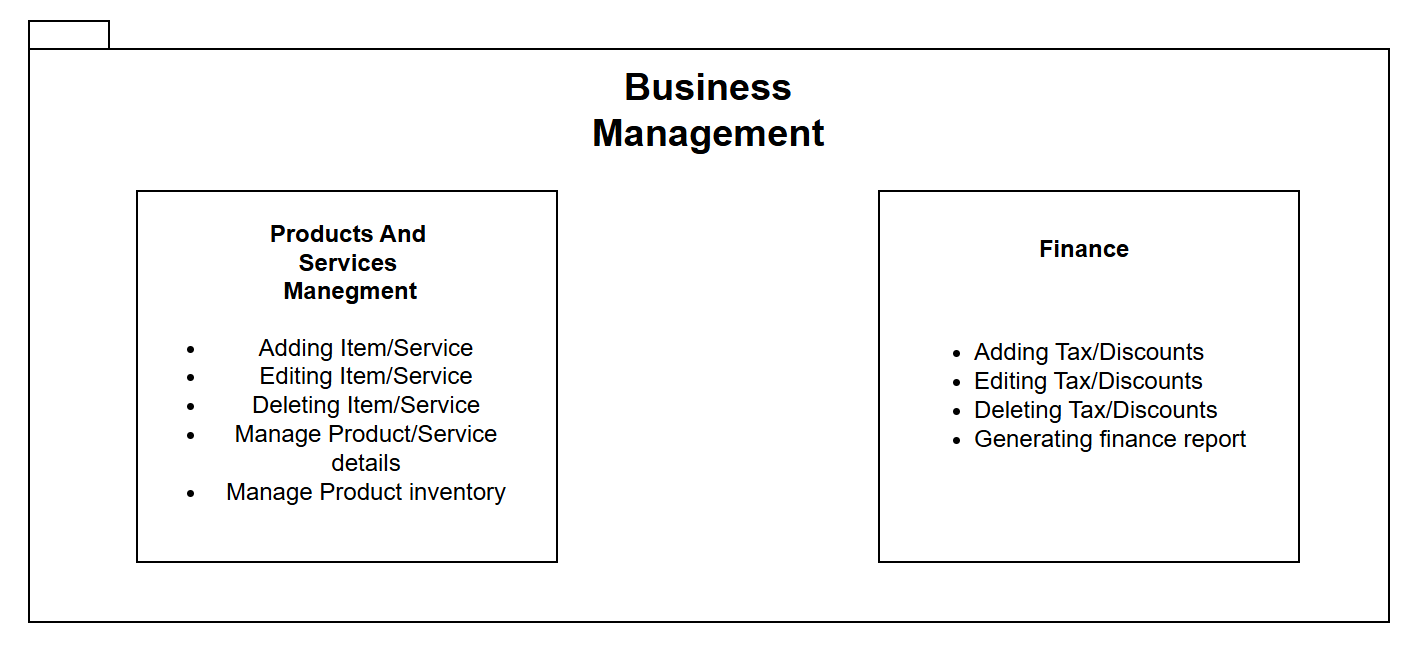 Business
Management
Products And
Services
Manegment
• Adding Item/Service
• Editing Item/Service
• Deleting Item/Service
• Manage Product/Service
details
• Manage Product inventory
Finance
• Adding Tax/Discounts
• Editing Tax/Discounts
• Deleting Tax/Discounts
• Generating finance report